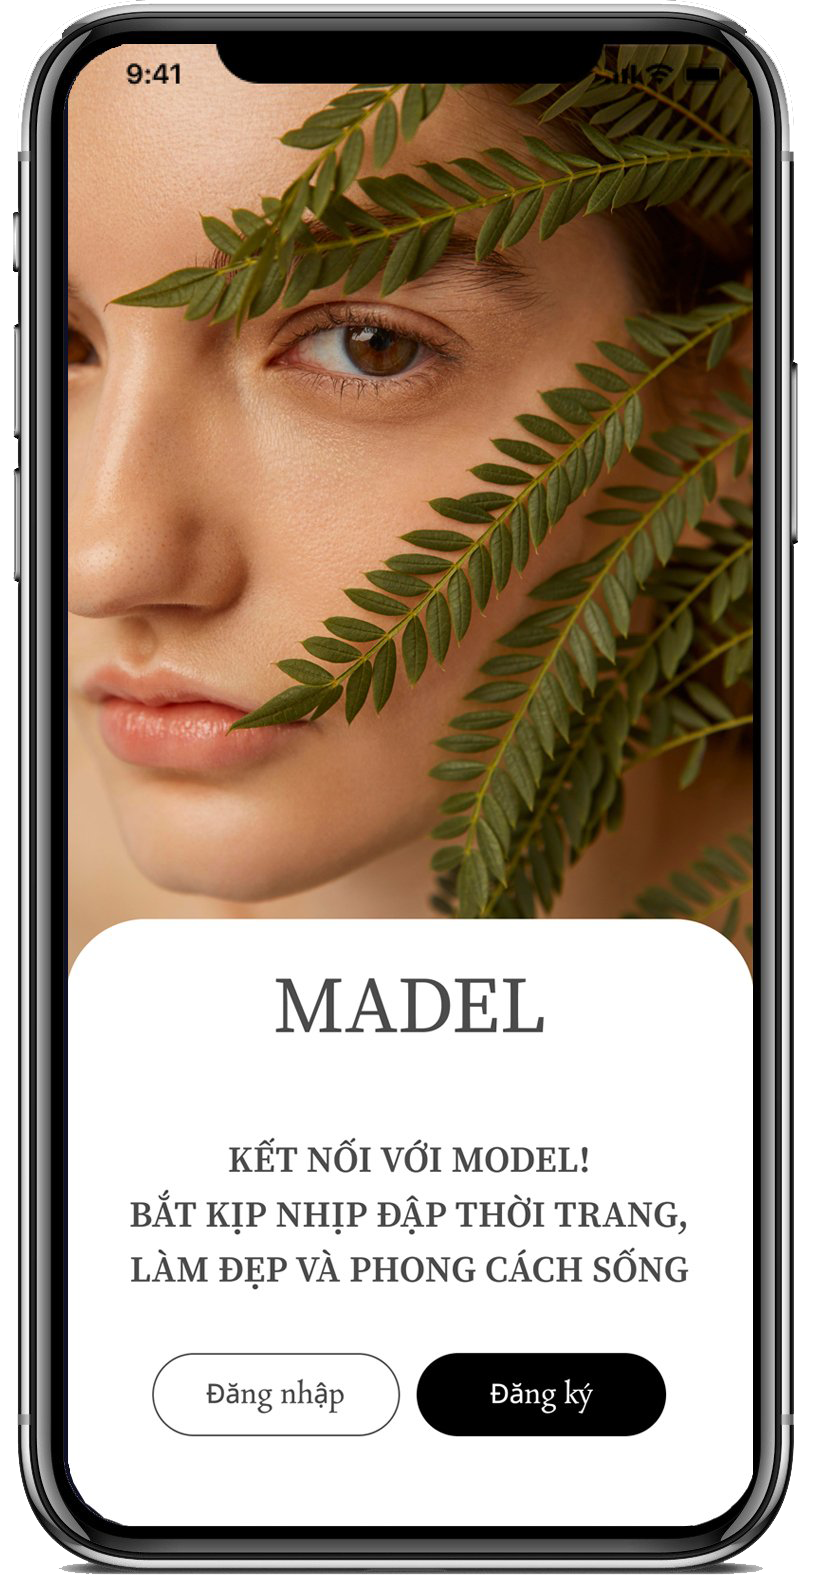 9:41
MADEL
KẾT NỐI VỚI MODEL!
BẮT KỊP NHỊP ĐẬP THỜI TRANG,
LÀM ĐẸP VÀ PHONG CÁCH SỐNG
Đăng nhập
Đăng ký